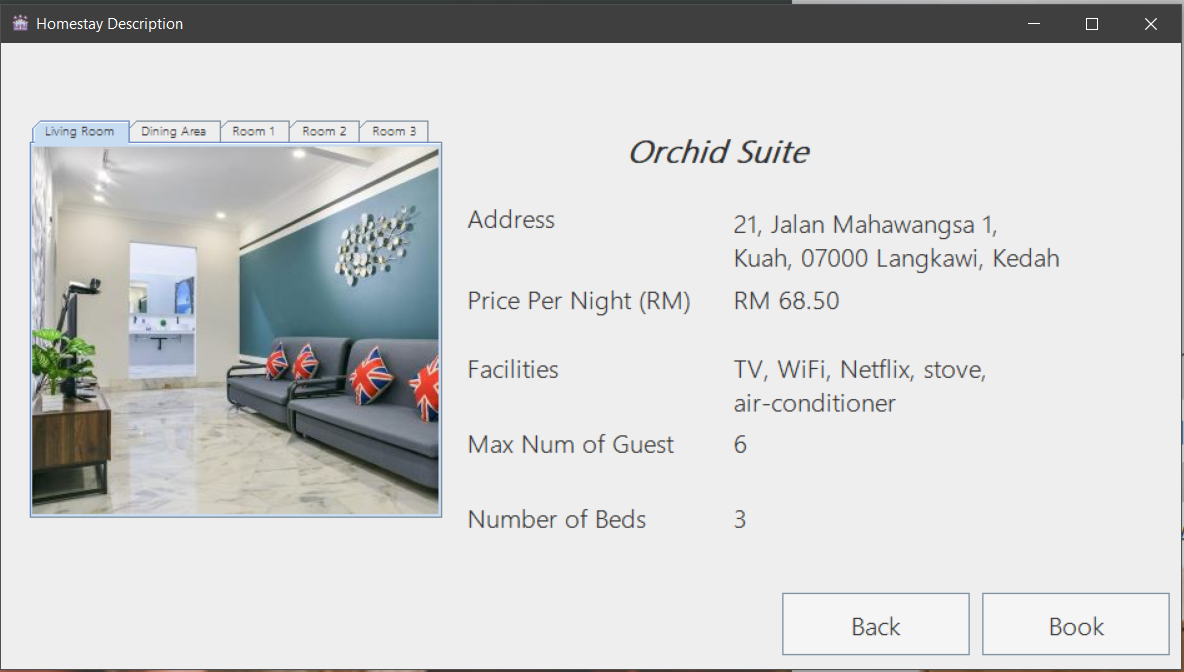 Homestay Description
Living Room Dining Area Room 1 Room 2 Room 3
Orchid Suite
Address
21, Jalan Mahawangsa 1,
Kuah, 07000 Langkawi, Kedah
Price Per Night (RM) RM 68.50
Facilities
TV, WiFi, Netflix, stove,
air-conditioner
Max Num of Guest 6
Number of Beds 3
Back Book